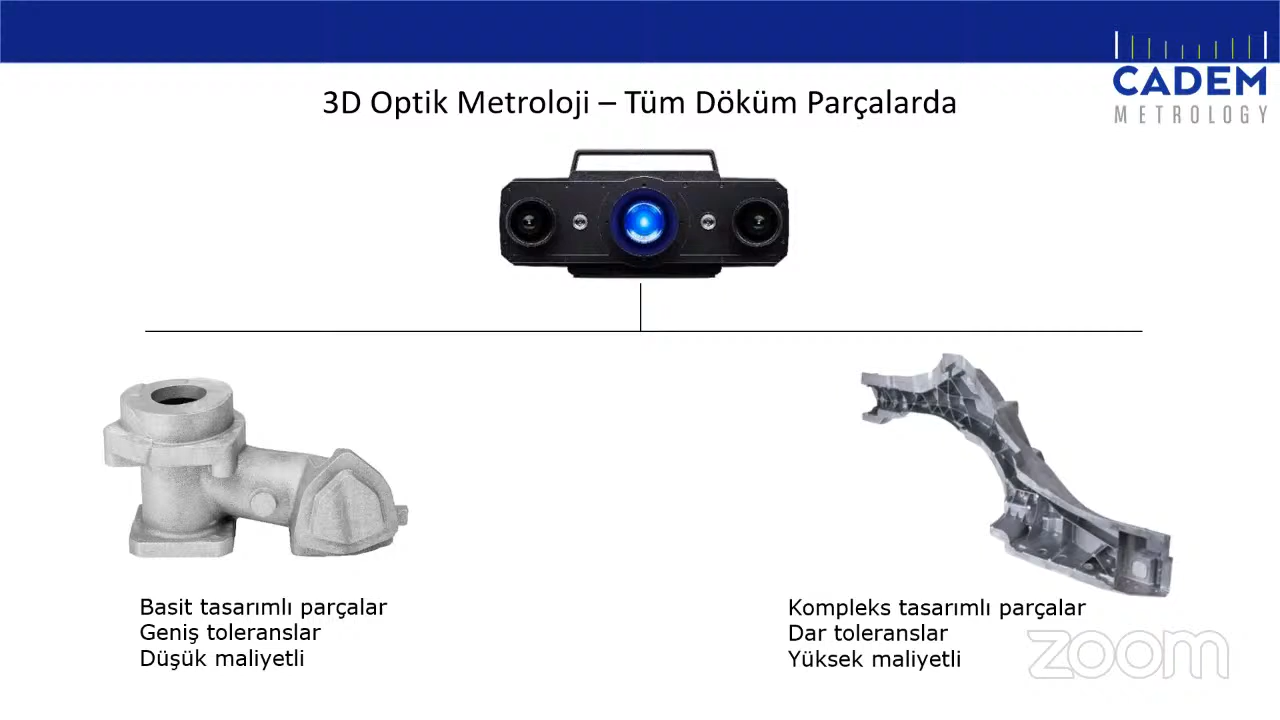 CADEM
METROLOGY
3D Optik Metroloji – Tüm Döküm Parçalarda
Basit tasarımlı parçalar
Geniş toleranslar
Düşük maliyetli
Kompleks tasarımlı parçalar
Dar toleranslar
Yüksek maliyetli
zoom